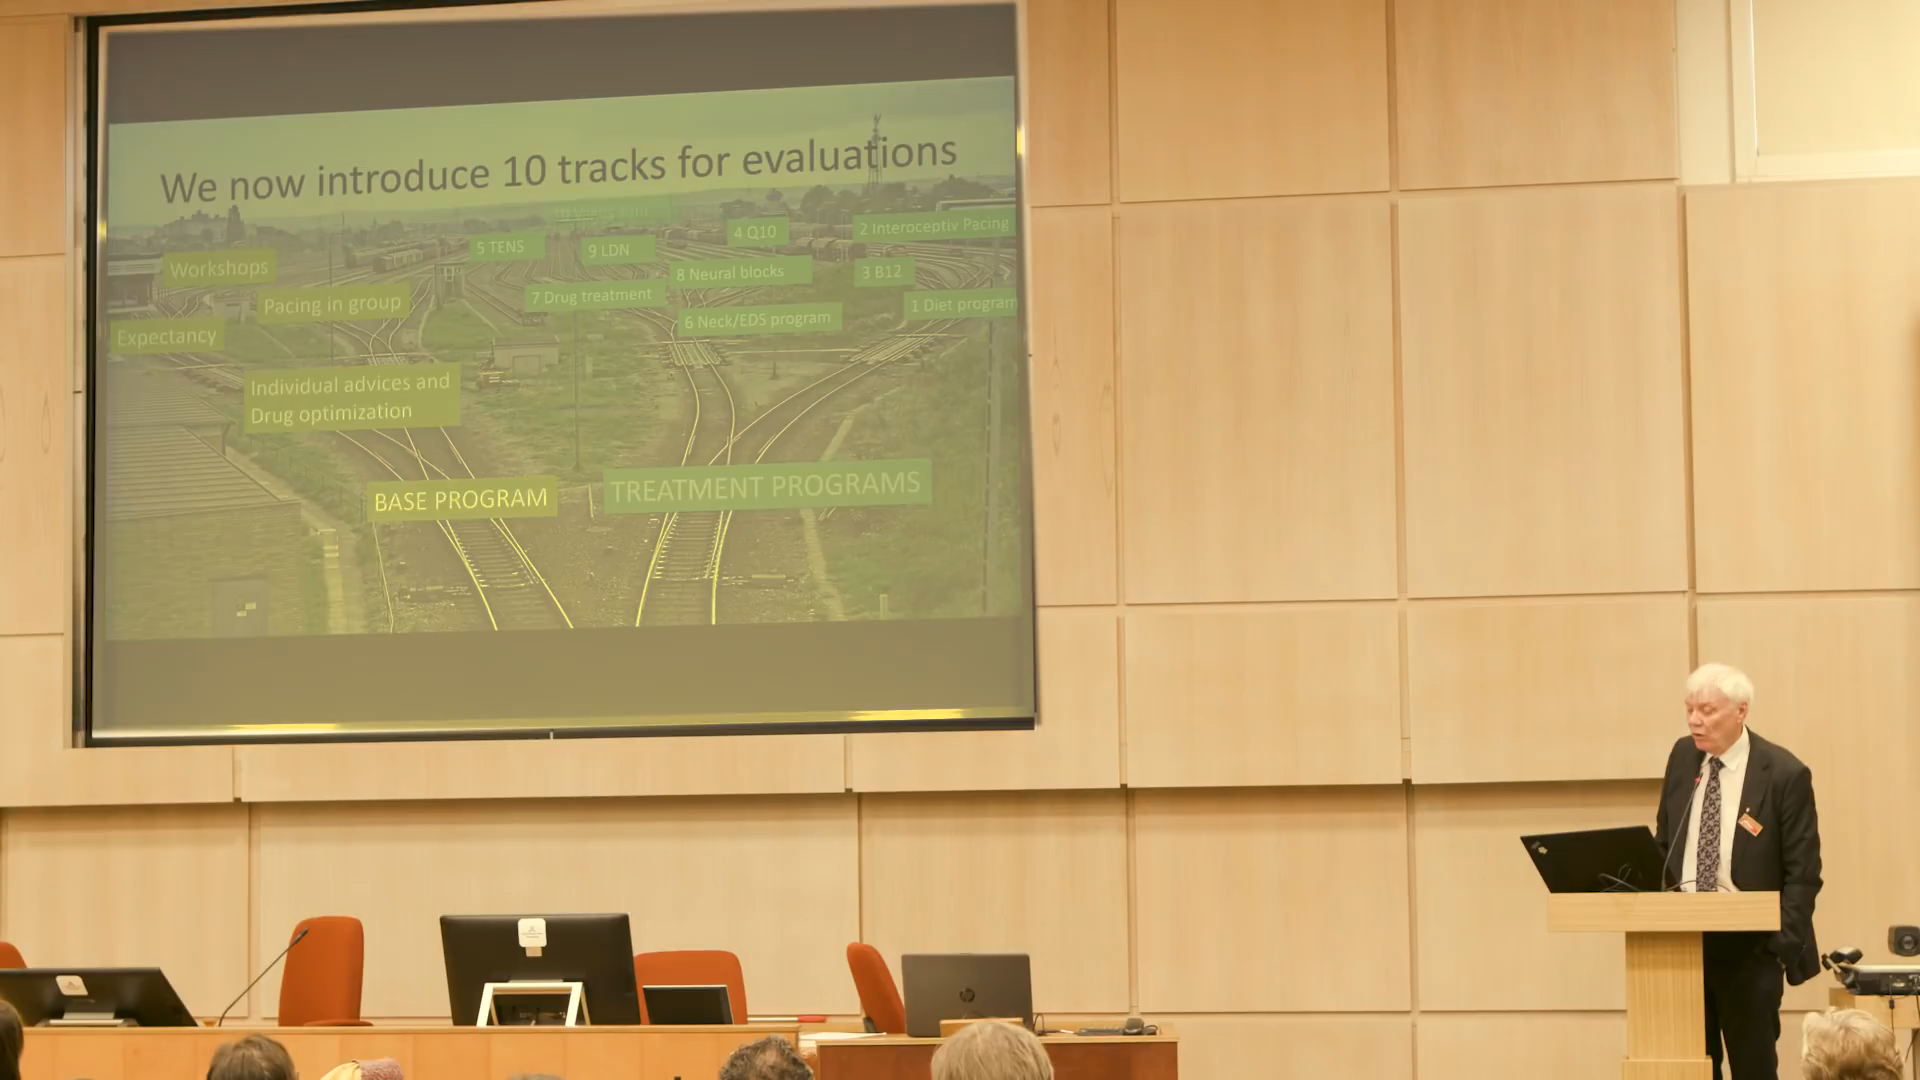 We now introduce 10 tracks for evaluations
5 TENS
9 LDN
4 Q10
2 Interoceptiv Pacing
Workshops
8 Neural blocks
3 B12
Pacing in group
7 Drug treatment
1 Diet program
Expectancy
6 Neck/EDS program
Individual advices and
Drug optimization
BASE PROGRAM
TREATMENT PROGRAMS
hp